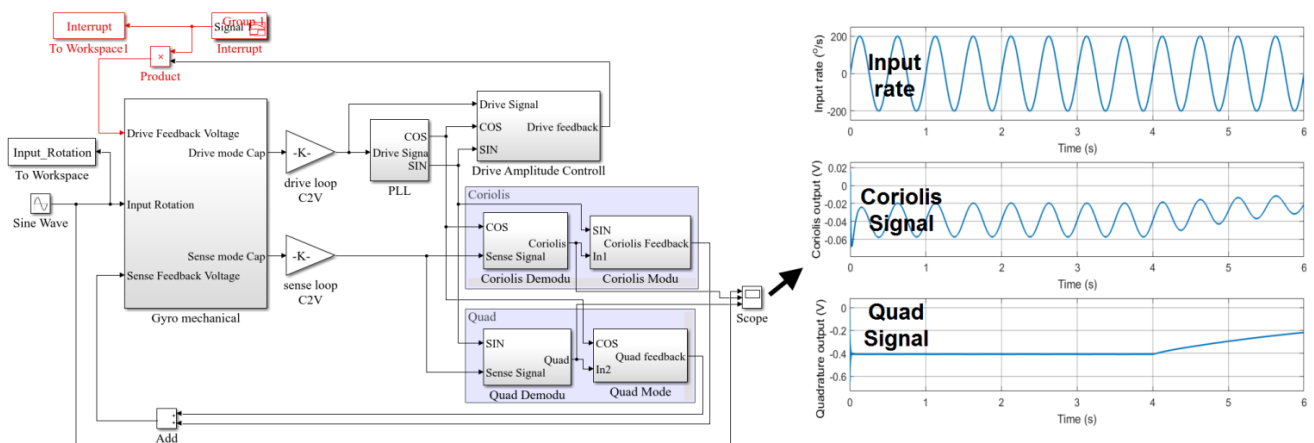 Interrupt
To Workspace1
Signal 1
Group 1
Interrupt
×
Product
Drive Feedback Voltage
Drive mode Cap
Input Rotation
Sense mode Cap
Sense Feedback Voltage
Gyro mechanical
Input_Rotation
To Workspace
Sine Wave
-K-
drive loop
C2V
-K-
sense loop
C2V
COS
Drive Signa
SIN
PLL
Drive Signal
COS
Drive feedback
SIN
Drive Amplitude Controll
Coriolis
COS
Coriolis
Sense Signal
Coriolis Demodu
SIN
Coriolis Feedback
In1
Coriolis Modu
Quad
SIN
Quad
Sense Signal
Quad Demodu
COS
Quad feedback
In2
Quad Mode
Scope
Add
Input rate (°/s)
200
0
-200
Input
rate
0 1 2 3 4 5 6
Time (s)
Coriolis output (V)
0.02
0
-0.02
-0.04
-0.06
Coriolis
Signal
0 1 2 3 4 5 6
Time (s)
Quadrature output (V)
0
-0.2
-0.4
-0.6
Quad
Signal
0 1 2 3 4 5 6
Time (s)